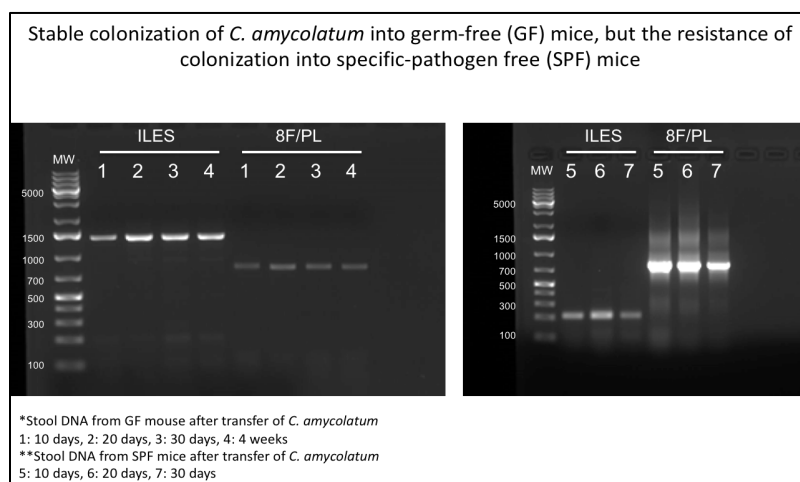 Stable colonization of C. amycolatum into germ-free (GF) mice, but the resistance of
colonization into specific-pathogen free (SPF) mice
ILES 8F/PL
MW 1 2 3 4 1 2 3 4
5000
1500
1000
700
500
300
100
ILES 8F/PL
MW 5 6 7 5 6 7
5000
1500
1000
700
500
300
100
*Stool DNA from GF mouse after transfer of C. amycolatum
1: 10 days, 2: 20 days, 3: 30 days, 4: 4 weeks
**Stool DNA from SPF mice after transfer of C. amycolatum
5: 10 days, 6: 20 days, 7: 30 days